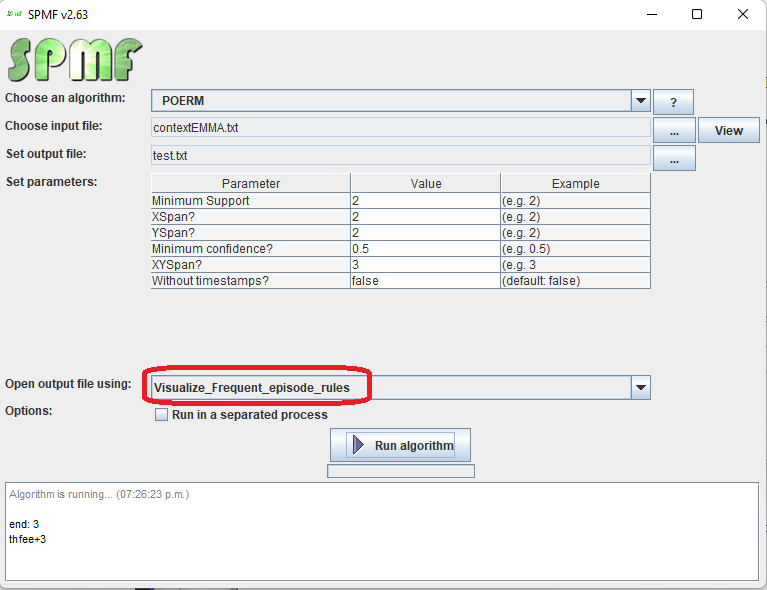 SPMF v2.63
SPMF
Choose an algorithm: POERM ?
Choose input file: contextEMMA.txt ... View
Set output file: test.txt ...
Set parameters: Parameter Value Example
Minimum Support 2 (e.g. 2)
XSpan? 2 (e.g. 2)
YSpan? 2 (e.g. 2)
Minimum confidence? 0.5 (e.g. 0.5)
XYSpan? 3 (e.g. 3
Without timestamps? false (default: false)
Open output file using: Visualize_Frequent_episode_rules
Options: Run in a separated process
Run algorithm
Algorithm is running... (07:26:23 p.m.)
end: 3
thfee+3